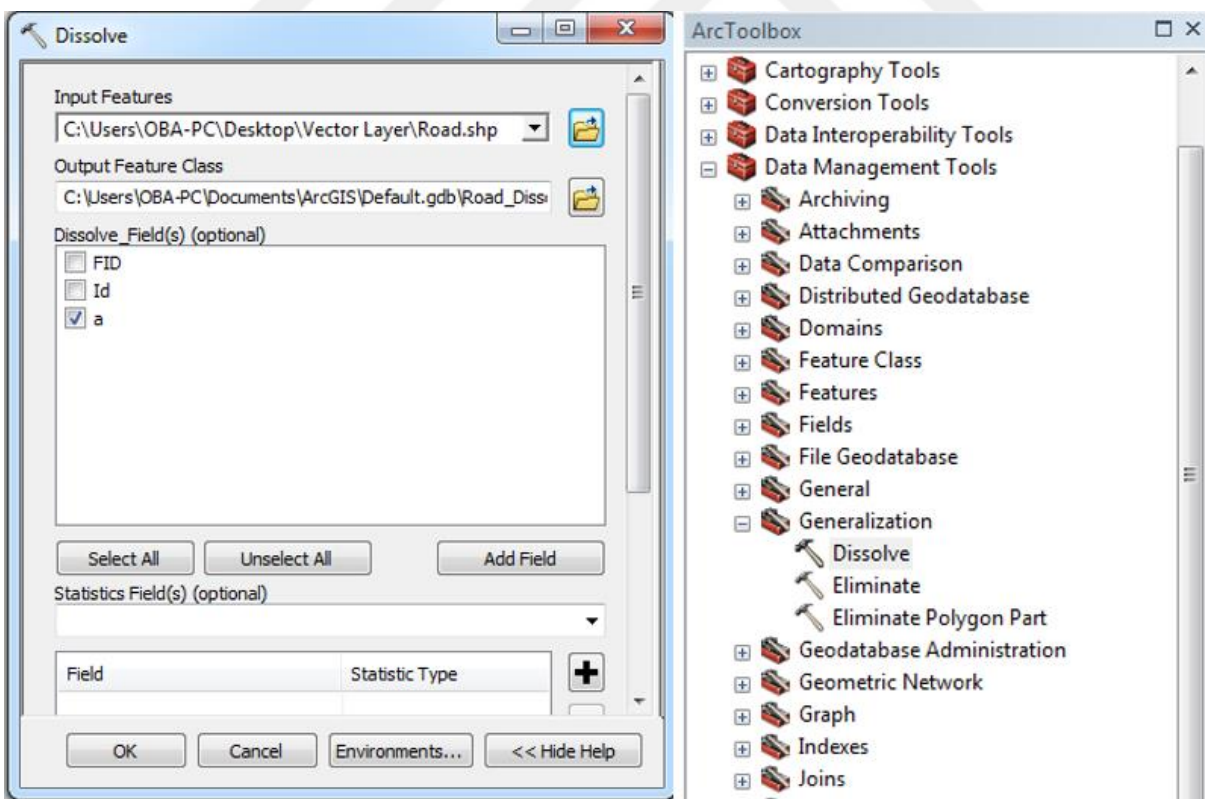 Dissolve
Input Features
C:\Users\OBA-PC\Desktop\Vector Layer\Road.shp
Output Feature Class
C:\Users\OBA-PC\Documents\ArcGIS\Default.gdb\Road_Diss
Dissolve_Field(s) (optional)
FID
Id
a
Select All
Unselect All
Add Field
Statistics Field(s) (optional)
Field
Statistic Type
OK
Cancel
Environments...
<< Hide Help
ArcToolbox
Cartography Tools
Conversion Tools
Data Interoperability Tools
Data Management Tools
Archiving
Attachments
Data Comparison
Distributed Geodatabase
Domains
Feature Class
Features
Fields
File Geodatabase
General
Generalization
Dissolve
Eliminate
Eliminate Polygon Part
Geodatabase Administration
Geometric Network
Graph
Indexes
Joins